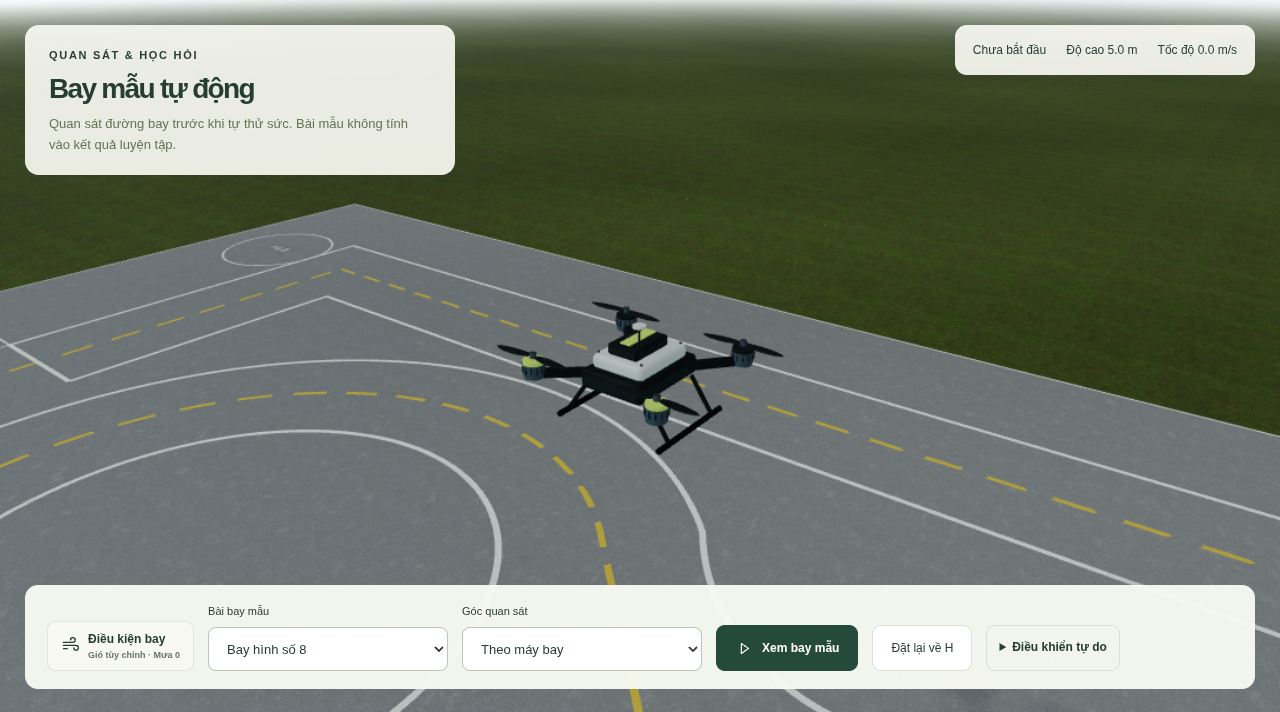 QUAN SÁT & HỌC HỎI
Bay mẫu tự động
Quan sát đường bay trước khi tự thử sức. Bài mẫu không tính
vào kết quả luyện tập.
Chưa bắt đầu Độ cao 5.0 m Tốc độ 0.0 m/s
Điều kiện bay
Gió tùy chỉnh · Mưa 0
Bài bay mẫu
Bay hình số 8
Góc quan sát
Theo máy bay
Xem bay mẫu
Đặt lại về H
Điều khiển tự do